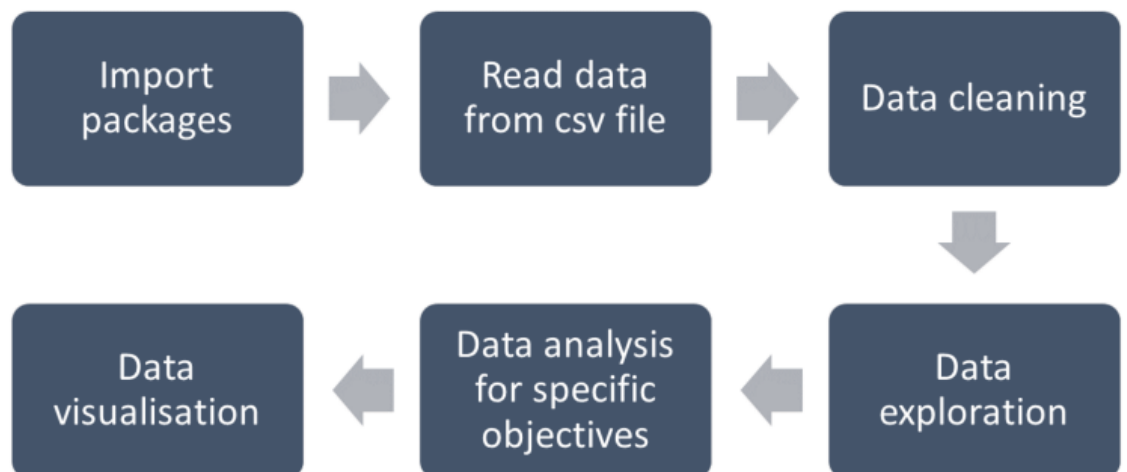 Import
packages
Read data
from csv file
Data cleaning
Data
exploration
Data analysis
for specific
objectives
Data
visualisation